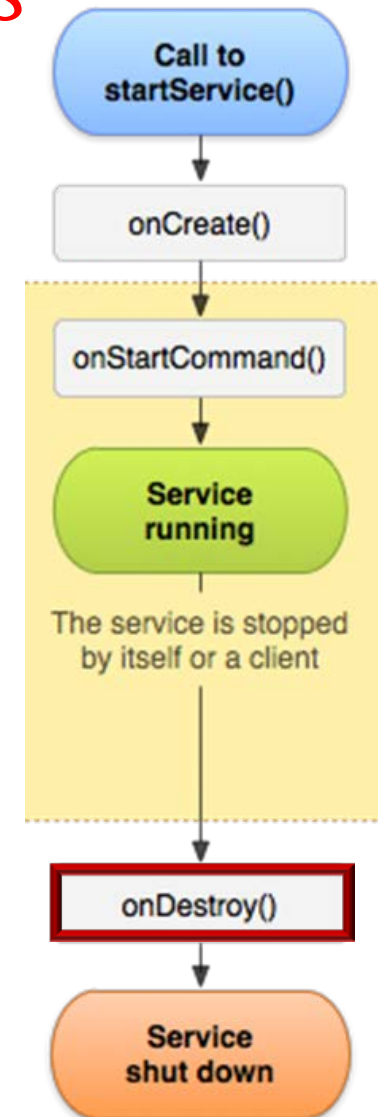 s
Call to
startService()
onCreate()
onStartCommand()
Service
running
The service is stopped
by itself or a client
onDestroy()
Service
shut down